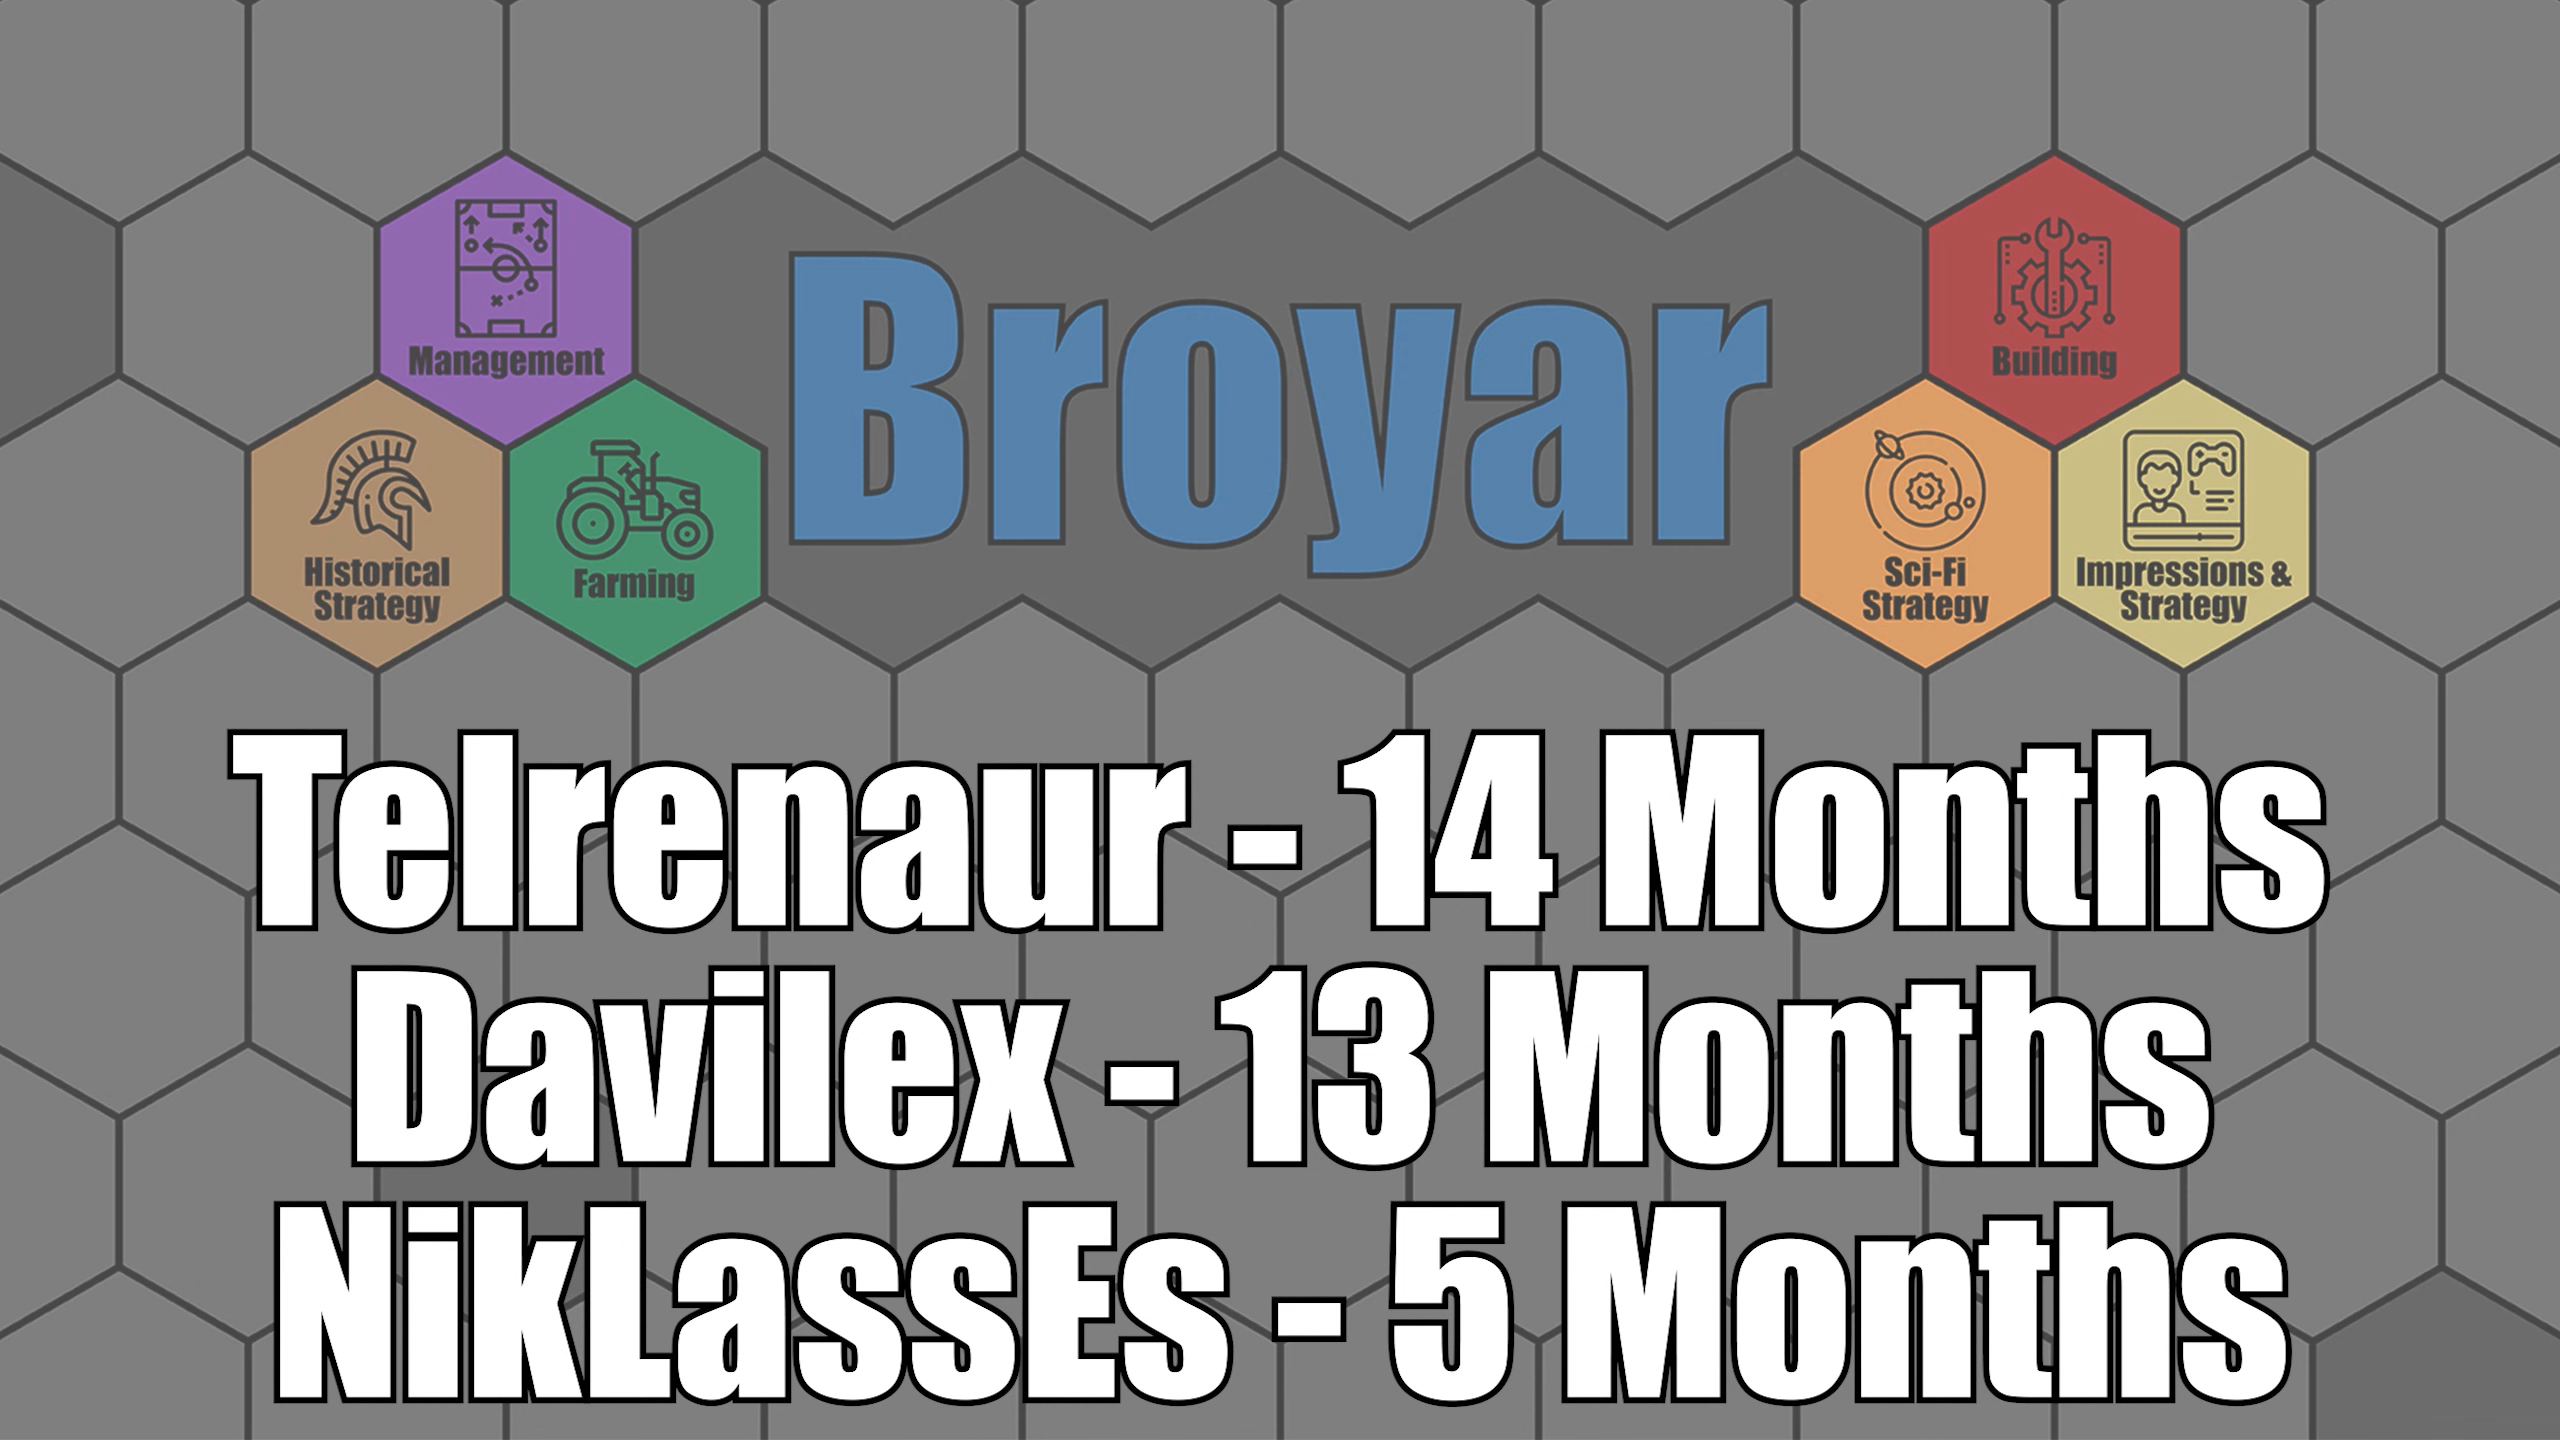 Management
Historical
Strategy
Farming
Broyar
Building
Sci-Fi
Strategy
Impressions &
Strategy
Telrenaur - 14 Months
Davilex - 13 Months
NikLassEs - 5 Months